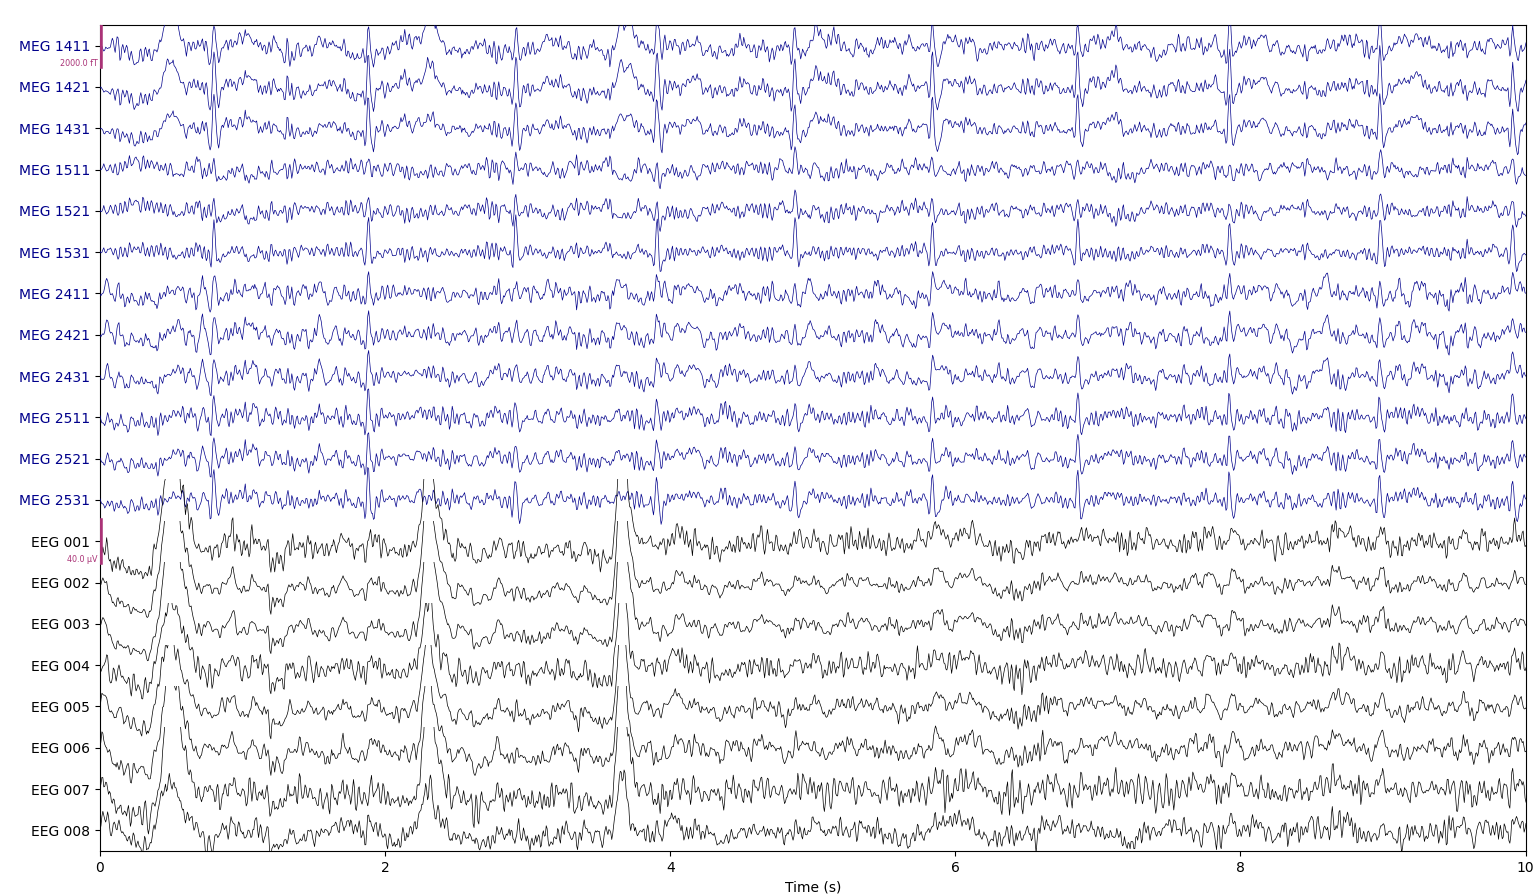 MEG 1411
2000.0 fT
MEG 1421
MEG 1431
MEG 1511
MEG 1521
MEG 1531
MEG 2411
MEG 2421
MEG 2431
MEG 2511
MEG 2521
MEG 2531
EEG 001
40.0 µV
EEG 002
EEG 003
EEG 004
EEG 005
EEG 006
EEG 007
EEG 008
0 2 4 6 8 10
Time (s)